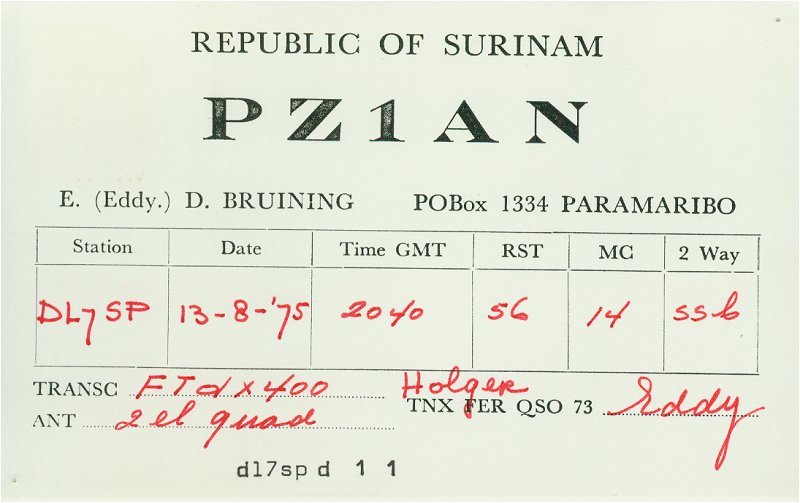 REPUBLIC OF SURINAM
PZ1AN
E. (Eddy.) D. BRUINING POBox 1334 PARAMARIBO
Station Date Time GMT RST MC 2 Way
DL7SP 13-8-'75 2040 56 14 ssb
TRANSC FTdx400 Holger TNX FER QSO 73 Eddy
ANT 2 el quad
dl7sp d 1 1